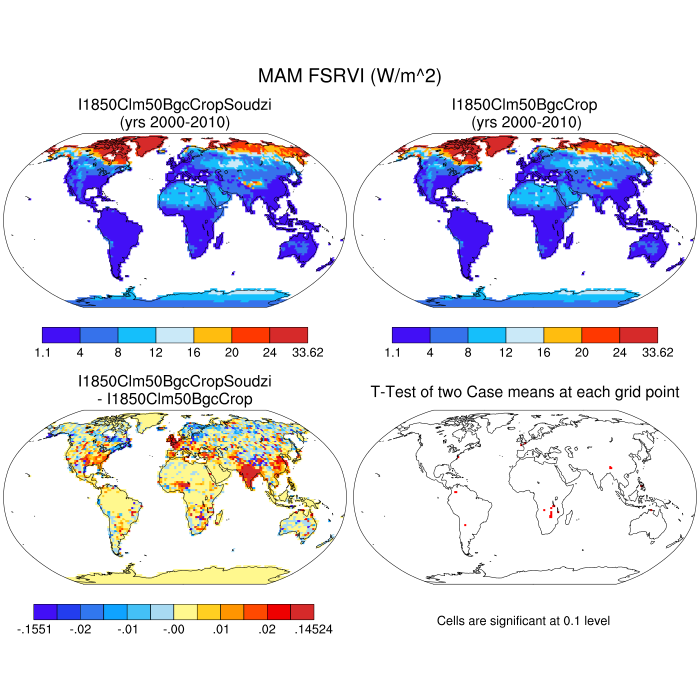 MAM FSRVI (W/m^2)
I1850Clm50BgcCropSoudzi
(yrs 2000-2010)
I1850Clm50BgcCrop
(yrs 2000-2010)
1.1 4 8 12 16 20 24 33.62
1.1 4 8 12 16 20 24 33.62
I1850Clm50BgcCropSoudzi
- I1850Clm50BgcCrop
T-Test of two Case means at each grid point
-.1551 -.02 -.01 -.00 .01 .02 .14524
Cells are significant at 0.1 level